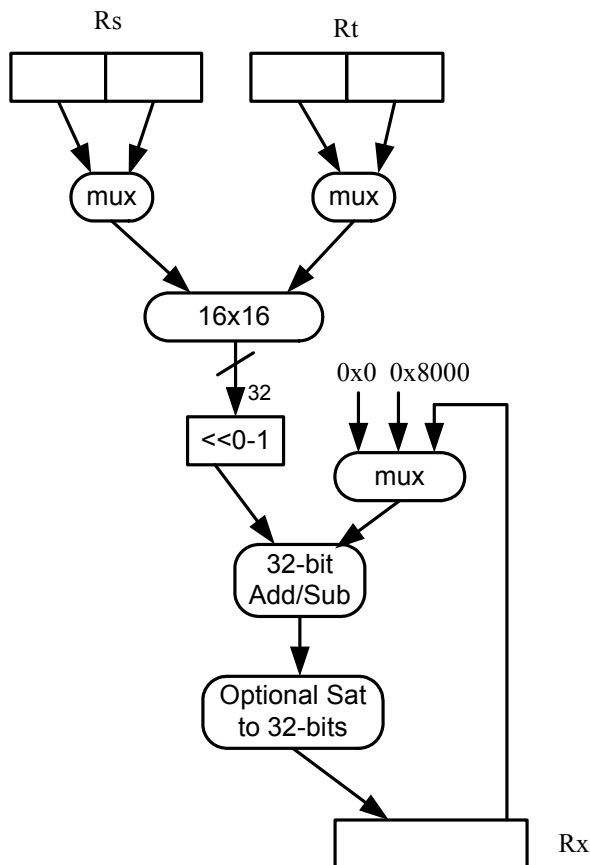 Rs
Rt
mux
mux
16x16
32
0x0 0x8000
<<0-1
mux
32-bit
Add/Sub
Optional Sat
to 32-bits
Rx